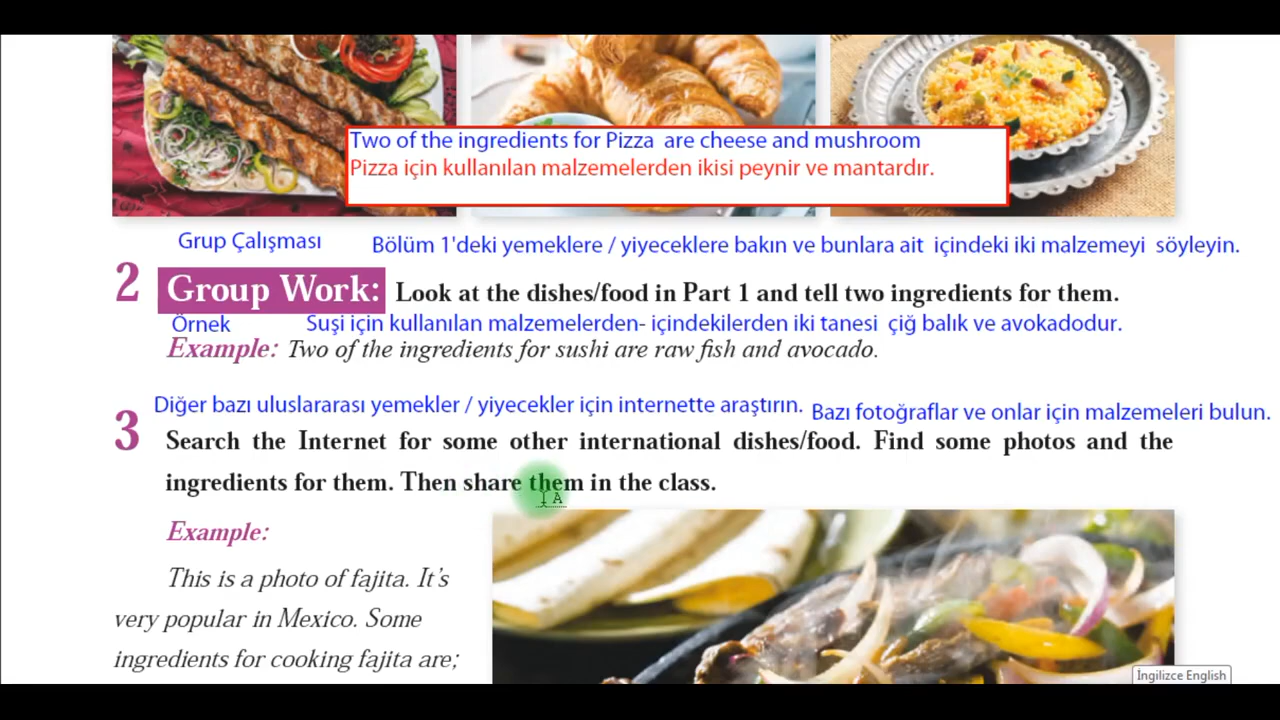 Two of the ingredients for Pizza are cheese and mushroom
Pizza için kullanılan malzemelerden ikisi peynir ve mantardır.
Grup Çalışması
Bölüm 1'deki yemeklere / yiyeceklere bakın ve bunlara ait içindeki iki malzemeyi söyleyin.
2 Group Work: Look at the dishes/food in Part 1 and tell two ingredients for them.
Örnek Suşi için kullanılan malzemelerden- içindekilerden iki tanesi çiğ balık ve avokadodur.
Example: Two of the ingredients for sushi are raw fish and avocado.
Diğer bazı uluslararası yemekler / yiyecekler için internette araştırın. Bazı fotoğraflar ve onlar için malzemeleri bulun.
3 Search the Internet for some other international dishes/food. Find some photos and the
ingredients for them. Then share them in the class.
A
Example:
This is a photo of fajita. It's
very popular in Mexico. Some
ingredients for cooking fajita are;
İngilizce English